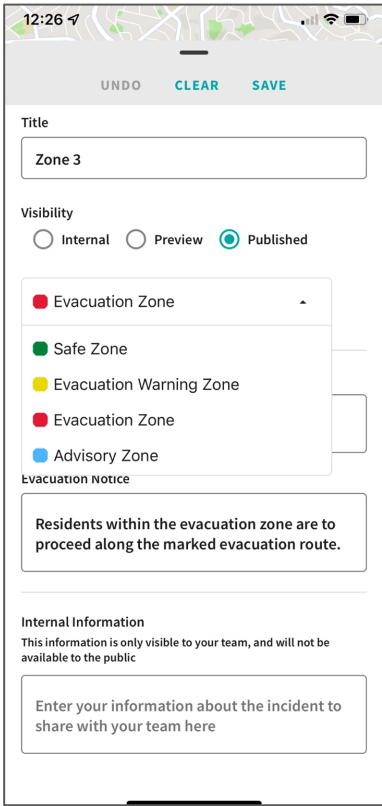 12:26
UNDO CLEAR SAVE
Title
Zone 3
Visibility
Internal Preview Published
Evacuation Zone
Safe Zone
Evacuation Warning Zone
Evacuation Zone
Advisory Zone
Evacuation Notice
Residents within the evacuation zone are to
proceed along the marked evacuation route.
Internal Information
This information is only visible to your team, and will not be
available to the public
Enter your information about the incident to
share with your team here